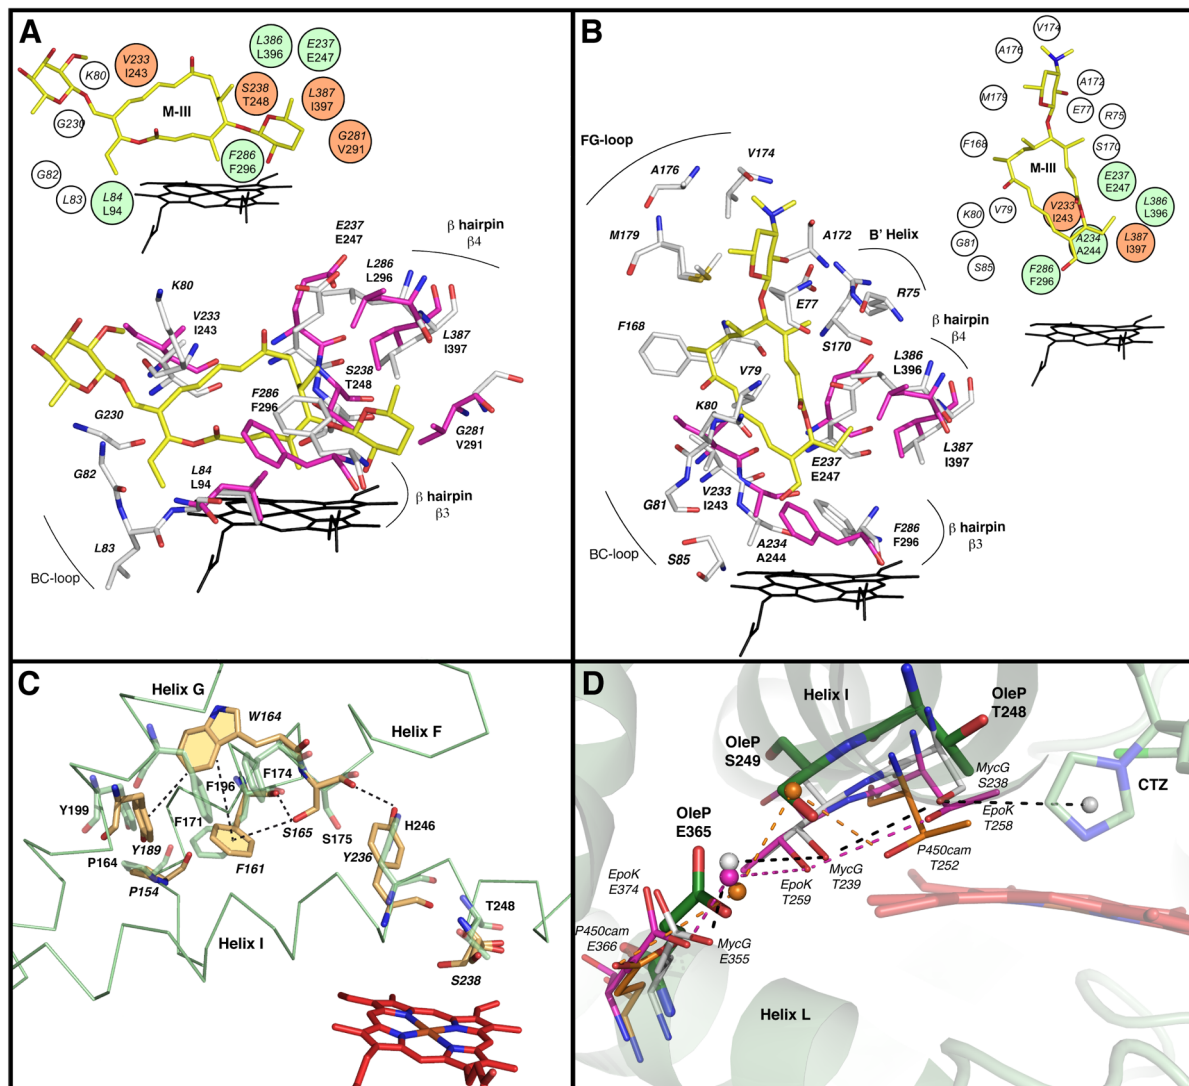 A
K80
V233
I243
L386
L396
E237
E247
M-III
S238
T248
L387
I397
G230
G281
V291
F286
F296
G82
L83
L84
L94
E237
E247
β hairpin
β4
K80
L286
L296
V233
I243
L387
I397
S238
T248
F286
F296
G230
G281
V291
G82
L84
L94
β hairpin
β3
L83
BC-loop
B
V174
A176
A172
M179
E77
R75
FG-loop
V174
F168
S170
A176
M-III
E237
E247
L386
L396
V233
I243
V79
K80
M179
A172
B' Helix
A234
A244
L387
I397
G81
S85
F286
F296
E77
R75
F168
β hairpin
β4
S170
V79
L386
L396
K80
E237
E247
L387
I397
G81
V233
I243
β hairpin
β3
F286
F296
A234
A244
BC-loop
S85
C
Helix G
W164
Helix F
F174
Y199
F196
F171
H246
S165
S175
Y189
P164
Y236
F161
P154
T248
Helix I
S238
D
Helix I
OleP
T248
OleP
S249
MycG
S238
CTZ
EpoK
T258
OleP
E365
P450cam
T252
MycG
T239
EpoK
T259
EpoK
E374
P450cam
E366
MycG
E355
Helix L